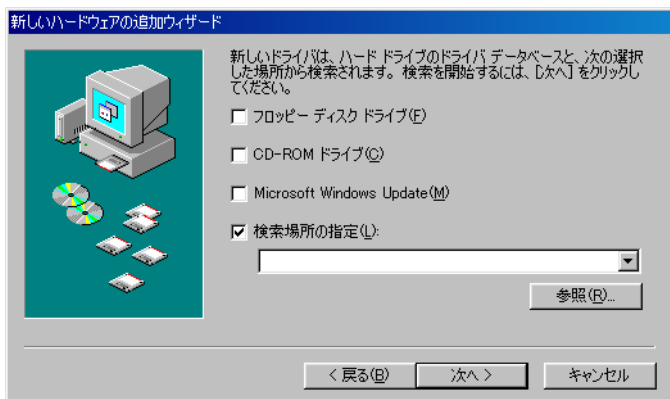 新しいハードウェアの追加ウィザード
新しいドライバは、ハード ドライブのドライバ データベースと、次の選択
した場所から検索されます。検索を開始するには、[次へ] をクリックし
てください。
フロッピー ディスク ドライブ(F)
CD-ROM ドライブ(C)
Microsoft Windows Update(M)
検索場所の指定(L):
参照(R)...
< 戻る(B)
次へ >
キャンセル